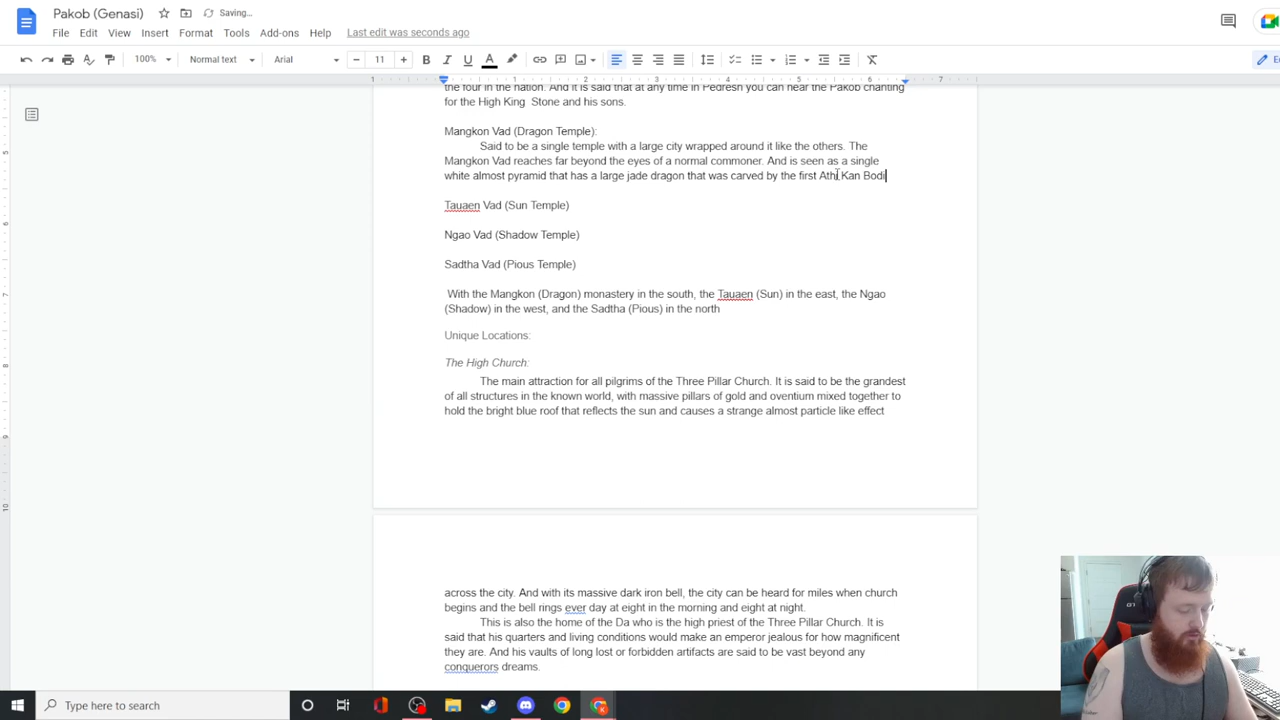 Pakob (Genasi)
Saving...
File Edit View Insert Format Tools Add-ons Help Last edit was seconds ago
100% Normal text Arial 11
1 1 2 3 4 5 6 7
the four in the nation. And it is said that at any time in Pedresh you can hear the Pakob chanting
for the High King Stone and his sons.
Mangkon Vad (Dragon Temple):
Said to be a single temple with a large city wrapped around it like the others. The
Mangkon Vad reaches far beyond the eyes of a normal commoner. And is seen as a single
white almost pyramid that has a large jade dragon that was carved by the first Athi Kan Bodi
Tauaen Vad (Sun Temple)
Ngao Vad (Shadow Temple)
Sadtha Vad (Pious Temple)
With the Mangkon (Dragon) monastery in the south, the Tauaen (Sun) in the east, the Ngao
(Shadow) in the west, and the Sadtha (Pious) in the north
Unique Locations:
The High Church:
The main attraction for all pilgrims of the Three Pillar Church. It is said to be the grandest
of all structures in the known world, with massive pillars of gold and oventium mixed together to
hold the bright blue roof that reflects the sun and causes a strange almost particle like effect
across the city. And with its massive dark iron bell, the city can be heard for miles when church
begins and the bell rings ever day at eight in the morning and eight at night.
This is also the home of the Da who is the high priest of the Three Pillar Church. It is
said that his quarters and living conditions would make an emperor jealous for how magnificent
they are. And his vaults of long lost or forbidden artifacts are said to be vast beyond any
conquerors dreams.
Type here to search